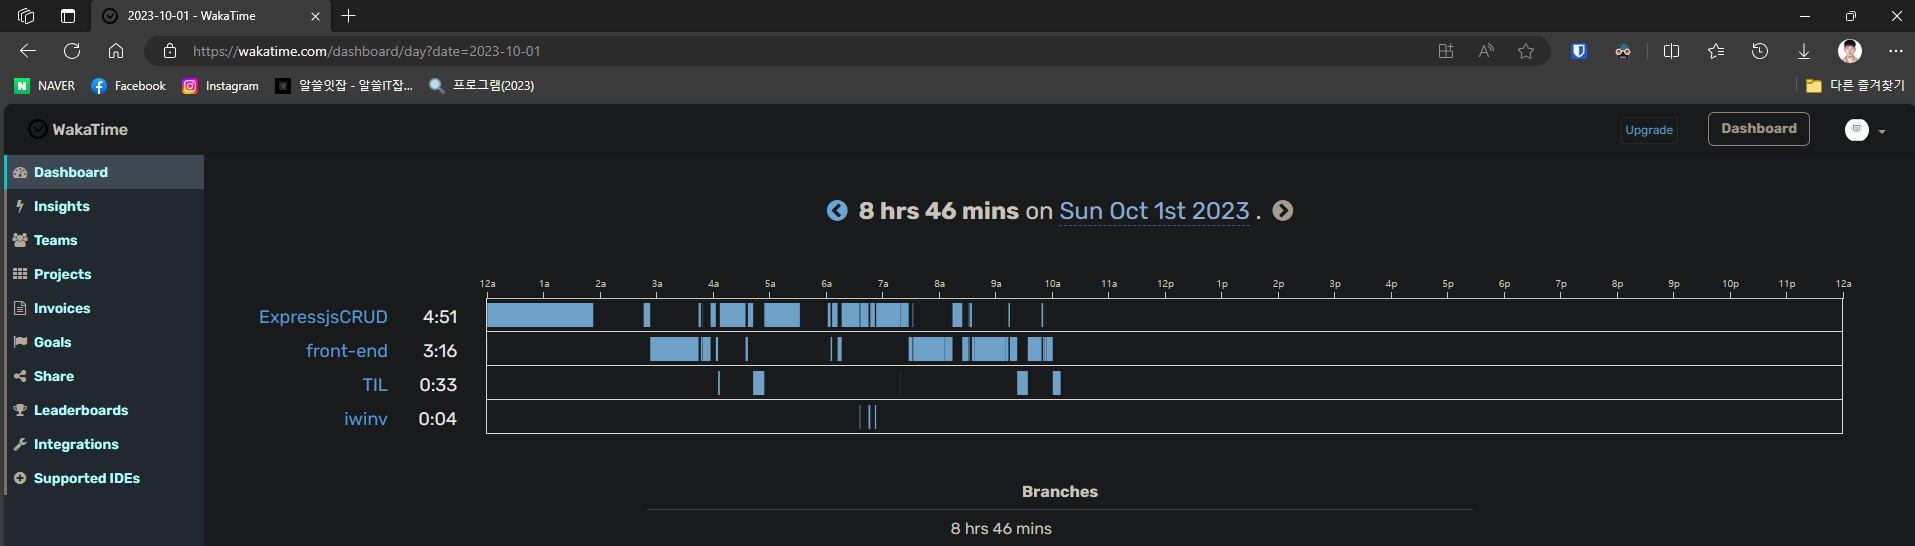 2023-10-01 - WakaTime
https://wakatime.com/dashboard/day?date=2023-10-01
NAVER Facebook Instagram 알쓸잇잡 - 알쓸IT잡... 프로그램(2023) 다른 즐겨찾기
WakaTime Upgrade Dashboard
Dashboard
Insights
Teams
Projects
Invoices
Goals
Share
Leaderboards
Integrations
Supported IDEs
8 hrs 46 mins on Sun Oct 1st 2023 .
12a 1a 2a 3a 4a 5a 6a 7a 8a 9a 10a 11a 12p 1p 2p 3p 4p 5p 6p 7p 8p 9p 10p 11p 12a
ExpressjsCRUD 4:51
front-end 3:16
TIL 0:33
iwinv 0:04
Branches
8 hrs 46 mins